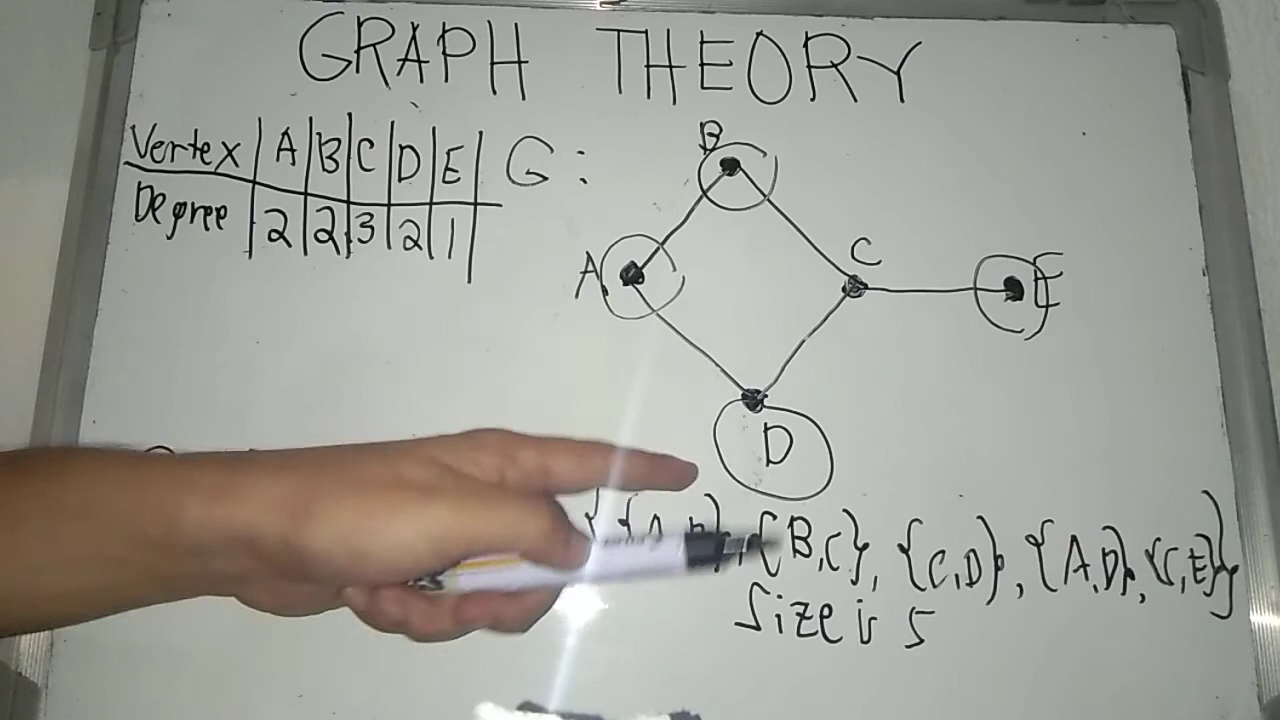 GRAPH THEORY
Vertex | A | B | C | D | E |
Degree | 2 | 2 | 3 | 2 | 1 |
G :
B
A
C
E
D
{B,C}, {C,D}, {A,D}, {C,E}}
Size is 5